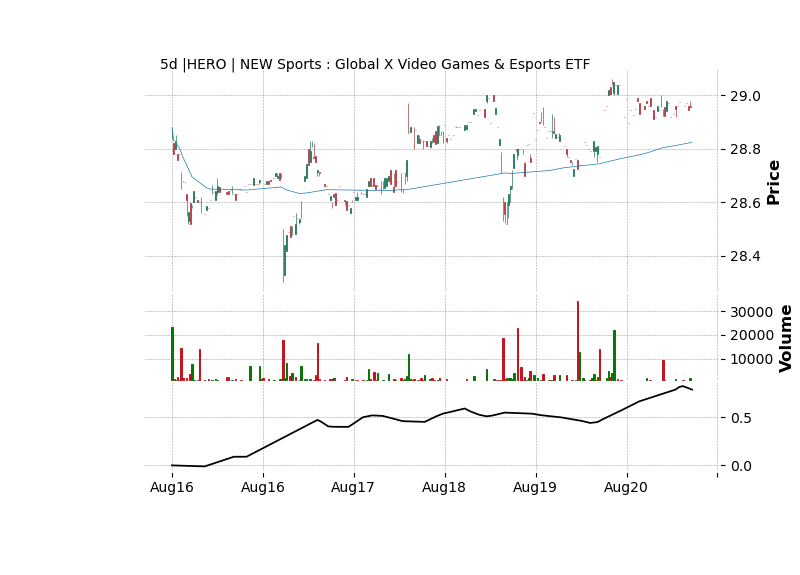 5d |HERO | NEW Sports : Global X Video Games & Esports ETF
29.0
28.8
28.6
28.4
Price
30000
20000
10000
Volume
0.5
0.0
Aug16 Aug16 Aug17 Aug18 Aug19 Aug20